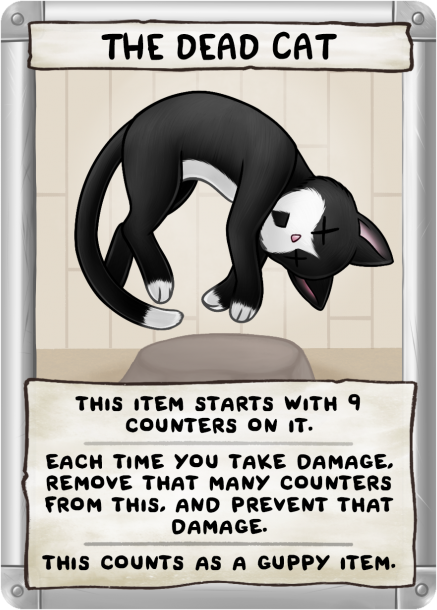 THE DEAD CAT
THIS ITEM STARTS WITH 9
COUNTERS ON IT.
EACH TIME YOU TAKE DAMAGE,
REMOVE THAT MANY COUNTERS
FROM THIS, AND PREVENT THAT
DAMAGE.
THIS COUNTS AS A GUPPY ITEM.